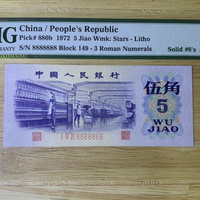 MG
China / People's Republic
Pick# 880b 1972 5 Jiao Wmk: Stars - Litho
S/N 8888888 Block 149 - 3 Roman Numerals
RANTY
Solid #8's
中国人民银行
伍角
5
WU
JIAO
8888888